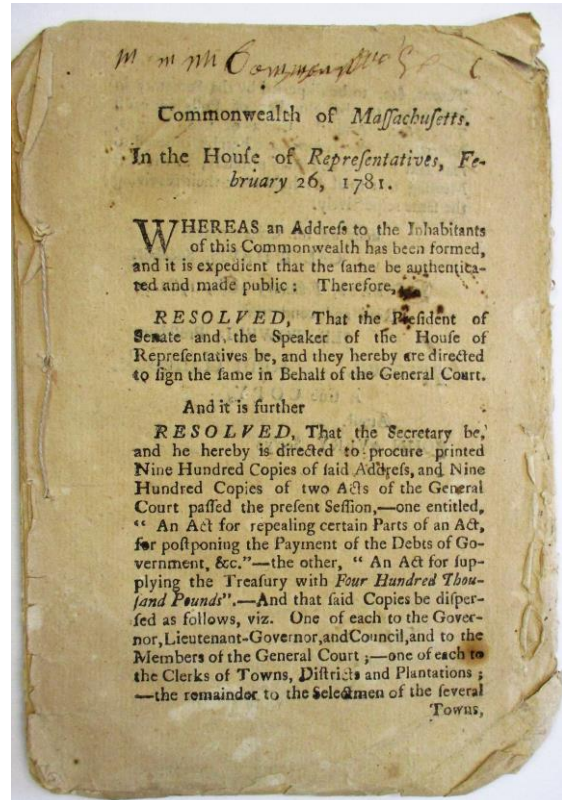 m m m Commonwea
Commonwealth of Maſſachuſetts.
In the Houſe of Repreſentatives, Fe-
bruary 26, 1781.
WHEREAS an Addreſs to the Inhabitants
of this Commonwealth has been formed,
and it is expedient that the ſame be authentica-
ted and made public: Therefore,
RESOLVED, That the Preſident of
Senate and the Speaker of the Houſe of
Repreſentatives be, and they hereby are directed
to ſign the ſame in Behalf of the General Court.
And it is further
RESOLVED, That the Secretary be,
and he hereby is directed to procure printed
Nine Hundred Copies of ſaid Addreſs, and Nine
Hundred Copies of two Acts of the General
Court paſſed the preſent Seſſion,—one entitled,
“ An Act for repealing certain Parts of an Act,
for poſtponing the Payment of the Debts of Go-
vernment, &c.”—the other, “ An Act for ſup-
plying the Treaſury with Four Hundred Thou-
ſand Pounds”.—And that ſaid Copies be diſper-
ſed as follows, viz. One of each to the Gover-
nor, Lieutenant-Governor, and Council, and to the
Members of the General Court ;—one of each to
the Clerks of Towns, Diſtricts and Plantations ;
—the remainder to the Selectmen of the ſeveral
Towns,